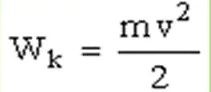 Wₖ = mv² / 2